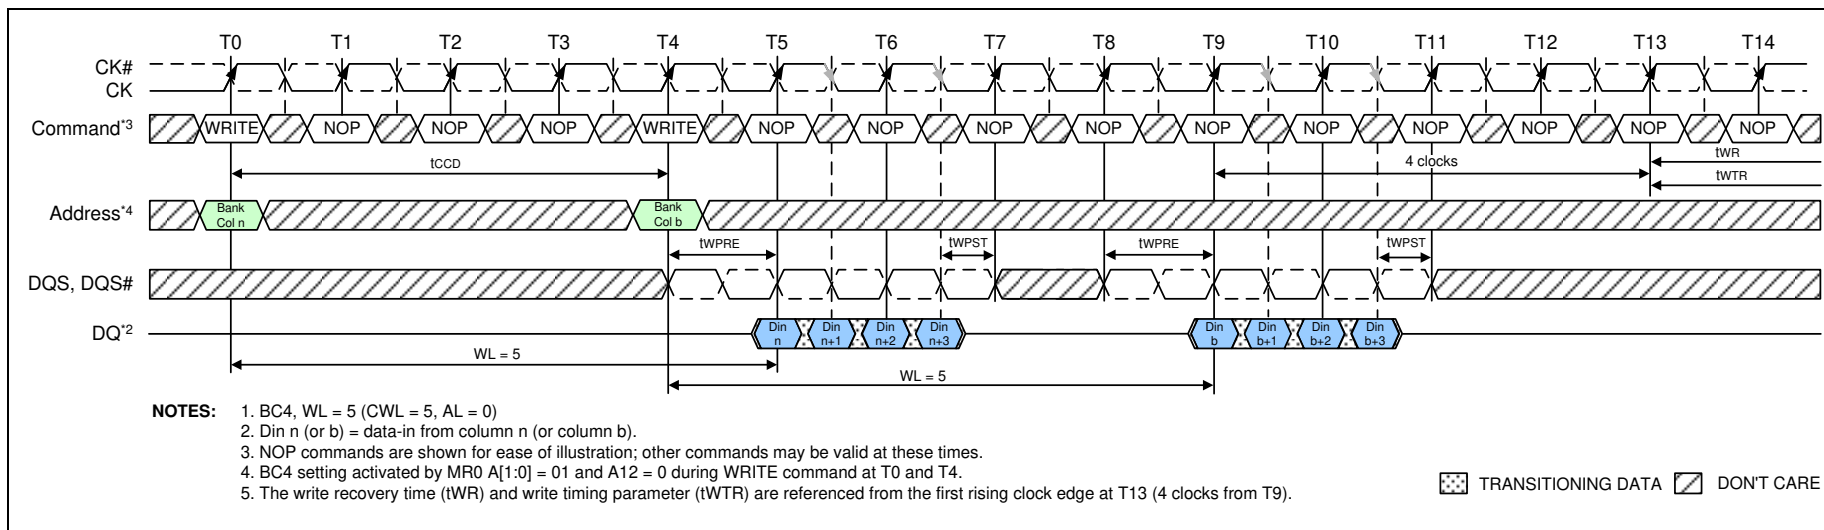 T0 T1 T2 T3 T4 T5 T6 T7 T8 T9 T10 T11 T12 T13 T14
CK#
CK
Command*3 WRITE NOP NOP NOP WRITE NOP NOP NOP NOP NOP NOP NOP NOP NOP NOP
tCCD 4 clocks tWR
tWTR
Address*4 Bank Col n Bank Col b
tWPRE tWPST tWPRE tWPST
DQS, DQS#
DQ*2 Din n Din n+1 Din n+2 Din n+3 Din b Din b+1 Din b+2 Din b+3
WL = 5
WL = 5
NOTES: 1. BC4, WL = 5 (CWL = 5, AL = 0)
2. Din n (or b) = data-in from column n (or column b).
3. NOP commands are shown for ease of illustration; other commands may be valid at these times.
4. BC4 setting activated by MR0 A[1:0] = 01 and A12 = 0 during WRITE command at T0 and T4.
5. The write recovery time (tWR) and write timing parameter (tWTR) are referenced from the first rising clock edge at T13 (4 clocks from T9).
TRANSITIONING DATA DON'T CARE